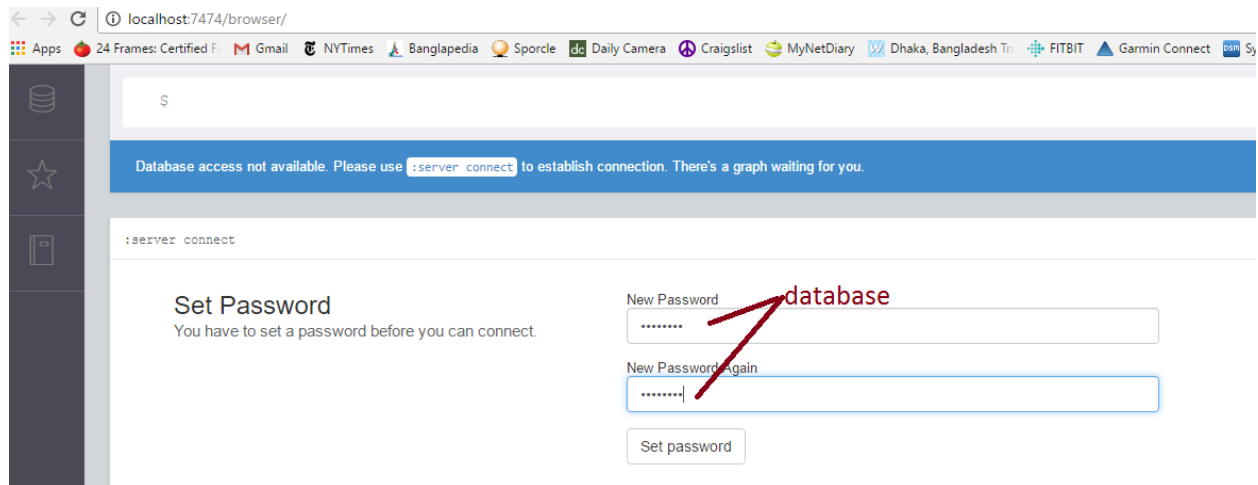 localhost:7474/browser/
Apps 24 Frames: Certified F Gmail NYTimes Banglapedia Sporcle dc Daily Camera Craigslist MyNetDiary Dhaka, Bangladesh Tr FITBIT Garmin Connect DSM Sy
$
Database access not available. Please use :server connect to establish connection. There's a graph waiting for you.
:server connect
Set Password
You have to set a password before you can connect.
New Password
database
••••••••
New Password Again
••••••••
Set password